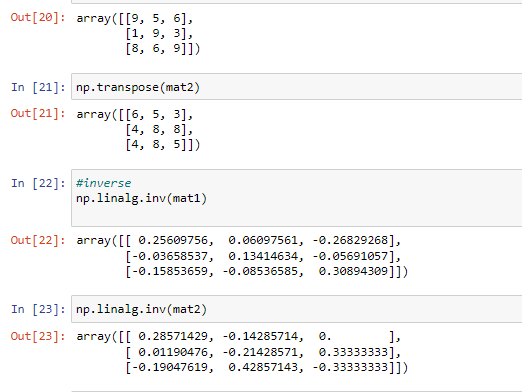 Out[20]: array([[9, 5, 6],
[1, 9, 3],
[8, 6, 9]])
In [21]: np.transpose(mat2)
Out[21]: array([[6, 5, 3],
[4, 8, 8],
[4, 8, 5]])
In [22]: #inverse
np.linalg.inv(mat1)
Out[22]: array([[ 0.25609756, 0.06097561, -0.26829268],
[-0.03658537, 0.13414634, -0.05691057],
[-0.15853659, -0.08536585, 0.30894309]])
In [23]: np.linalg.inv(mat2)
Out[23]: array([[ 0.28571429, -0.14285714, 0. ],
[ 0.01190476, -0.21428571, 0.33333333],
[-0.19047619, 0.42857143, -0.33333333]])